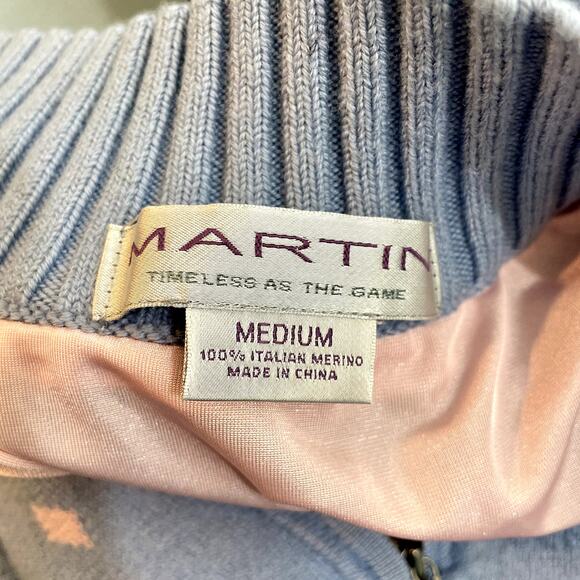 MARTIN
TIMELESS AS THE GAME
MEDIUM
100% ITALIAN MERINO
MADE IN CHINA